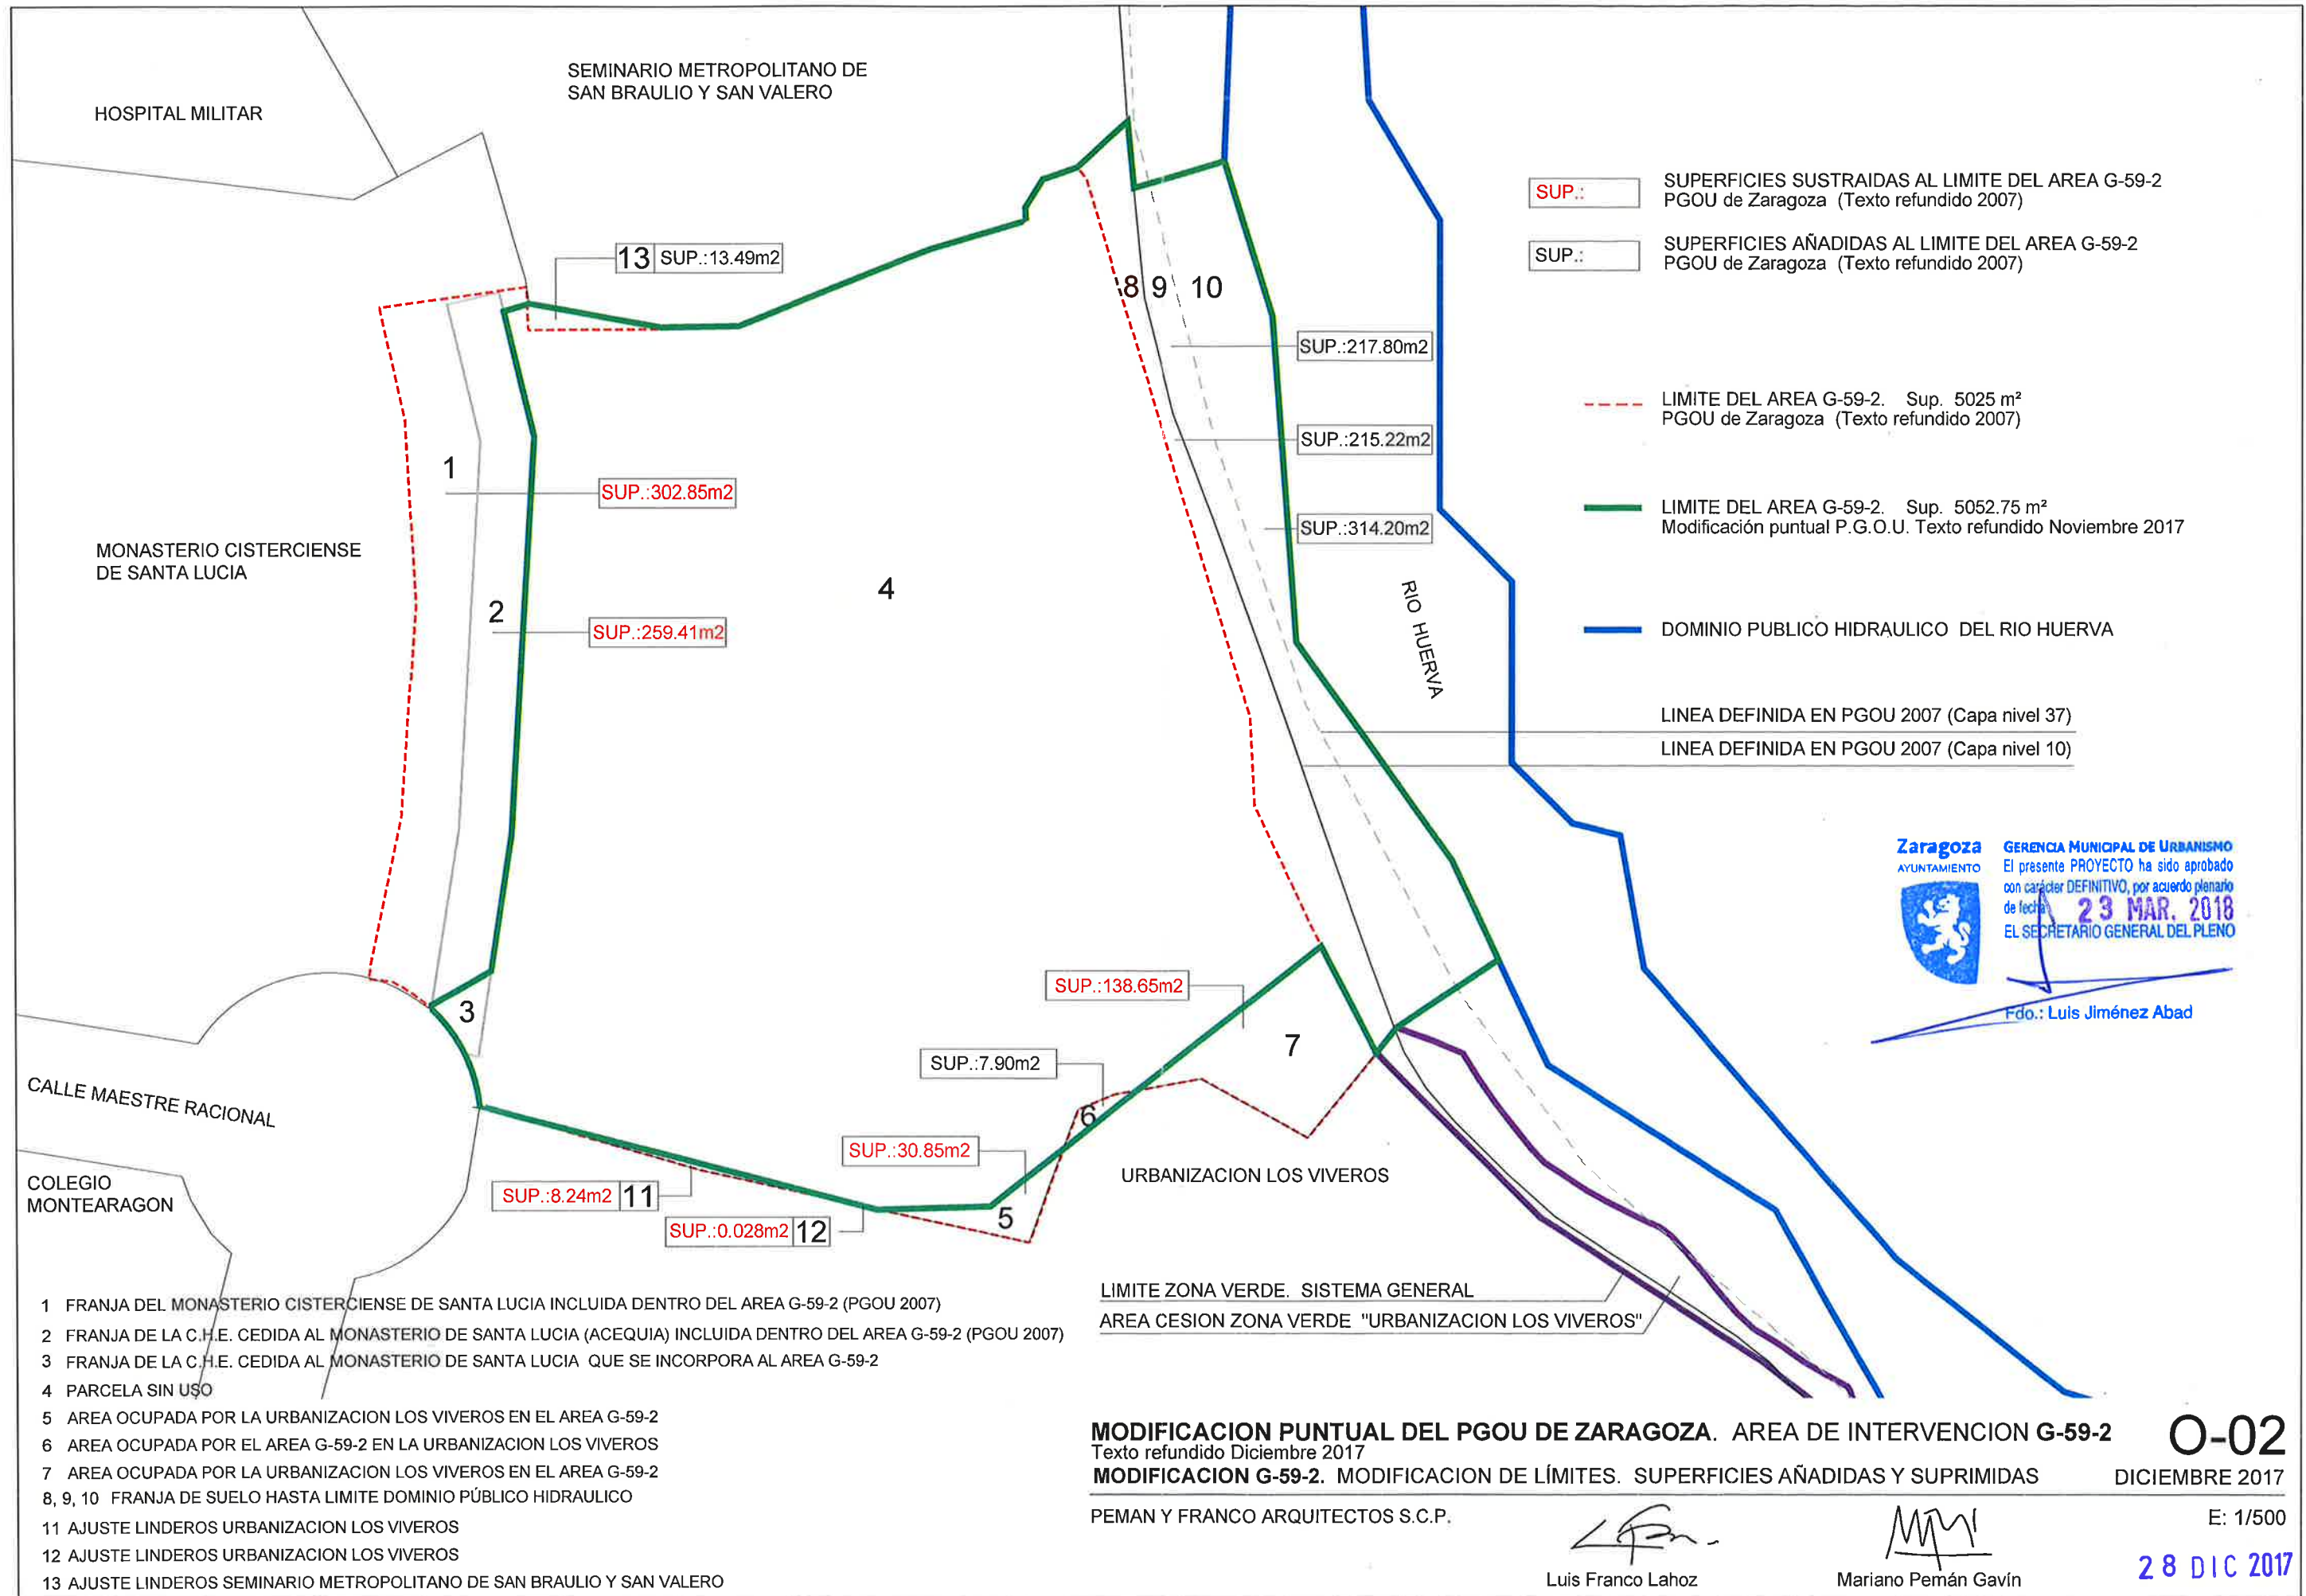 HOSPITAL MILITAR
SEMINARIO METROPOLITANO DE
SAN BRAULIO Y SAN VALERO
13 SUP.:13.49m2
8 9 10
SUP.:217.80m2
SUP.:215.22m2
SUP.:314.20m2
1
SUP.:302.85m2
MONASTERIO CISTERCIENSE
DE SANTA LUCIA
2
SUP.:259.41m2
4
RIO HUERVA
SUP.:
SUPERFICIES SUSTRAIDAS AL LIMITE DEL AREA G-59-2
PGOU de Zaragoza (Texto refundido 2007)
SUP.:
SUPERFICIES AÑADIDAS AL LIMITE DEL AREA G-59-2
PGOU de Zaragoza (Texto refundido 2007)
LIMITE DEL AREA G-59-2. Sup. 5025 m²
PGOU de Zaragoza (Texto refundido 2007)
LIMITE DEL AREA G-59-2. Sup. 5052.75 m²
Modificación puntual P.G.O.U. Texto refundido Noviembre 2017
DOMINIO PUBLICO HIDRAULICO DEL RIO HUERVA
LINEA DEFINIDA EN PGOU 2007 (Capa nivel 37)
LINEA DEFINIDA EN PGOU 2007 (Capa nivel 10)
Zaragoza
AYUNTAMIENTO
GERENCIA MUNICIPAL DE URBANISMO
El presente PROYECTO ha sido aprobado
con carácter DEFINITIVO, por acuerdo plenario
de fecha 23 MAR. 2018
EL SECRETARIO GENERAL DEL PLENO
Fdo.: Luis Jiménez Abad
3
SUP.:138.65m2
7
SUP.:7.90m2
6
CALLE MAESTRE RACIONAL
SUP.:30.85m2
5
SUP.:8.24m2 11
SUP.:0.028m2 12
COLEGIO
MONTEARAGON
URBANIZACION LOS VIVEROS
LIMITE ZONA VERDE. SISTEMA GENERAL
AREA CESION ZONA VERDE "URBANIZACION LOS VIVEROS"
1 FRANJA DEL MONASTERIO CISTERCIENSE DE SANTA LUCIA INCLUIDA DENTRO DEL AREA G-59-2 (PGOU 2007)
2 FRANJA DE LA C.H.E. CEDIDA AL MONASTERIO DE SANTA LUCIA (ACEQUIA) INCLUIDA DENTRO DEL AREA G-59-2 (PGOU 2007)
3 FRANJA DE LA C.H.E. CEDIDA AL MONASTERIO DE SANTA LUCIA QUE SE INCORPORA AL AREA G-59-2
4 PARCELA SIN USO
5 AREA OCUPADA POR LA URBANIZACION LOS VIVEROS EN EL AREA G-59-2
6 AREA OCUPADA POR EL AREA G-59-2 EN LA URBANIZACION LOS VIVEROS
7 AREA OCUPADA POR LA URBANIZACION LOS VIVEROS EN EL AREA G-59-2
8, 9, 10 FRANJA DE SUELO HASTA LIMITE DOMINIO PÚBLICO HIDRAULICO
11 AJUSTE LINDEROS URBANIZACION LOS VIVEROS
12 AJUSTE LINDEROS URBANIZACION LOS VIVEROS
13 AJUSTE LINDEROS SEMINARIO METROPOLITANO DE SAN BRAULIO Y SAN VALERO
MODIFICACION PUNTUAL DEL PGOU DE ZARAGOZA. AREA DE INTERVENCION G-59-2
Texto refundido Diciembre 2017
MODIFICACION G-59-2. MODIFICACION DE LÍMITES. SUPERFICIES AÑADIDAS Y SUPRIMIDAS
O-02
DICIEMBRE 2017
PEMAN Y FRANCO ARQUITECTOS S.C.P.
Luis Franco Lahoz
Mariano Pemán Gavín
E: 1/500
28 DIC 2017